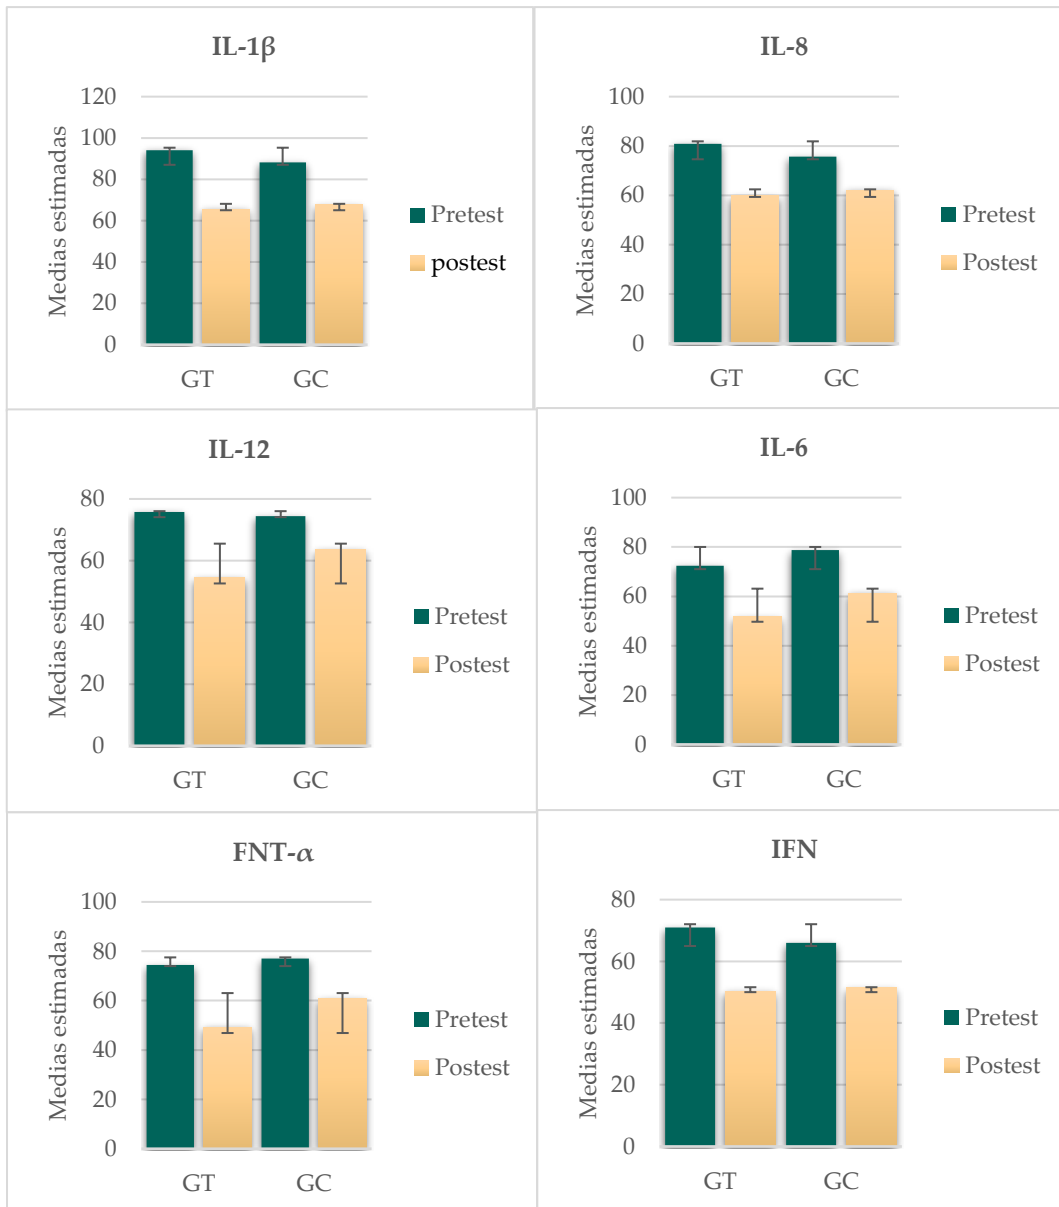 IL-1β
120
100
80
60
40
20
0
Medias estimadas
GT
GC
Pretest
postest
IL-8
100
80
60
40
20
0
Medias estimadas
GT
GC
Pretest
Postest
IL-12
80
60
40
20
0
Medias estimadas
GT
GC
Pretest
Postest
IL-6
100
80
60
40
20
0
Medias estimadas
GT
GC
Pretest
Postest
FNT-α
100
80
60
40
20
0
Medias estimadas
GT
GC
Pretest
Postest
IFN
80
60
40
20
0
Medias estimadas
GT
GC
Pretest
Postest